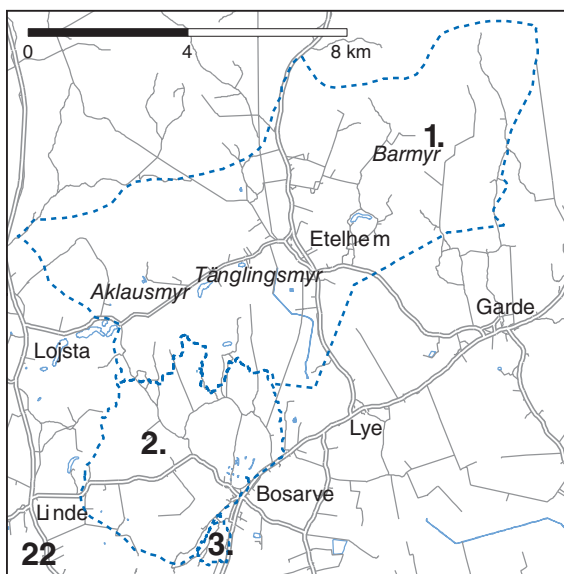 0 4 8 km
1.
Barmyr
Etelhem
Tänglingsmyr
Aklausmyr
Garde
Lojsta
Lye
2.
Bosarve
Linde
3.
22